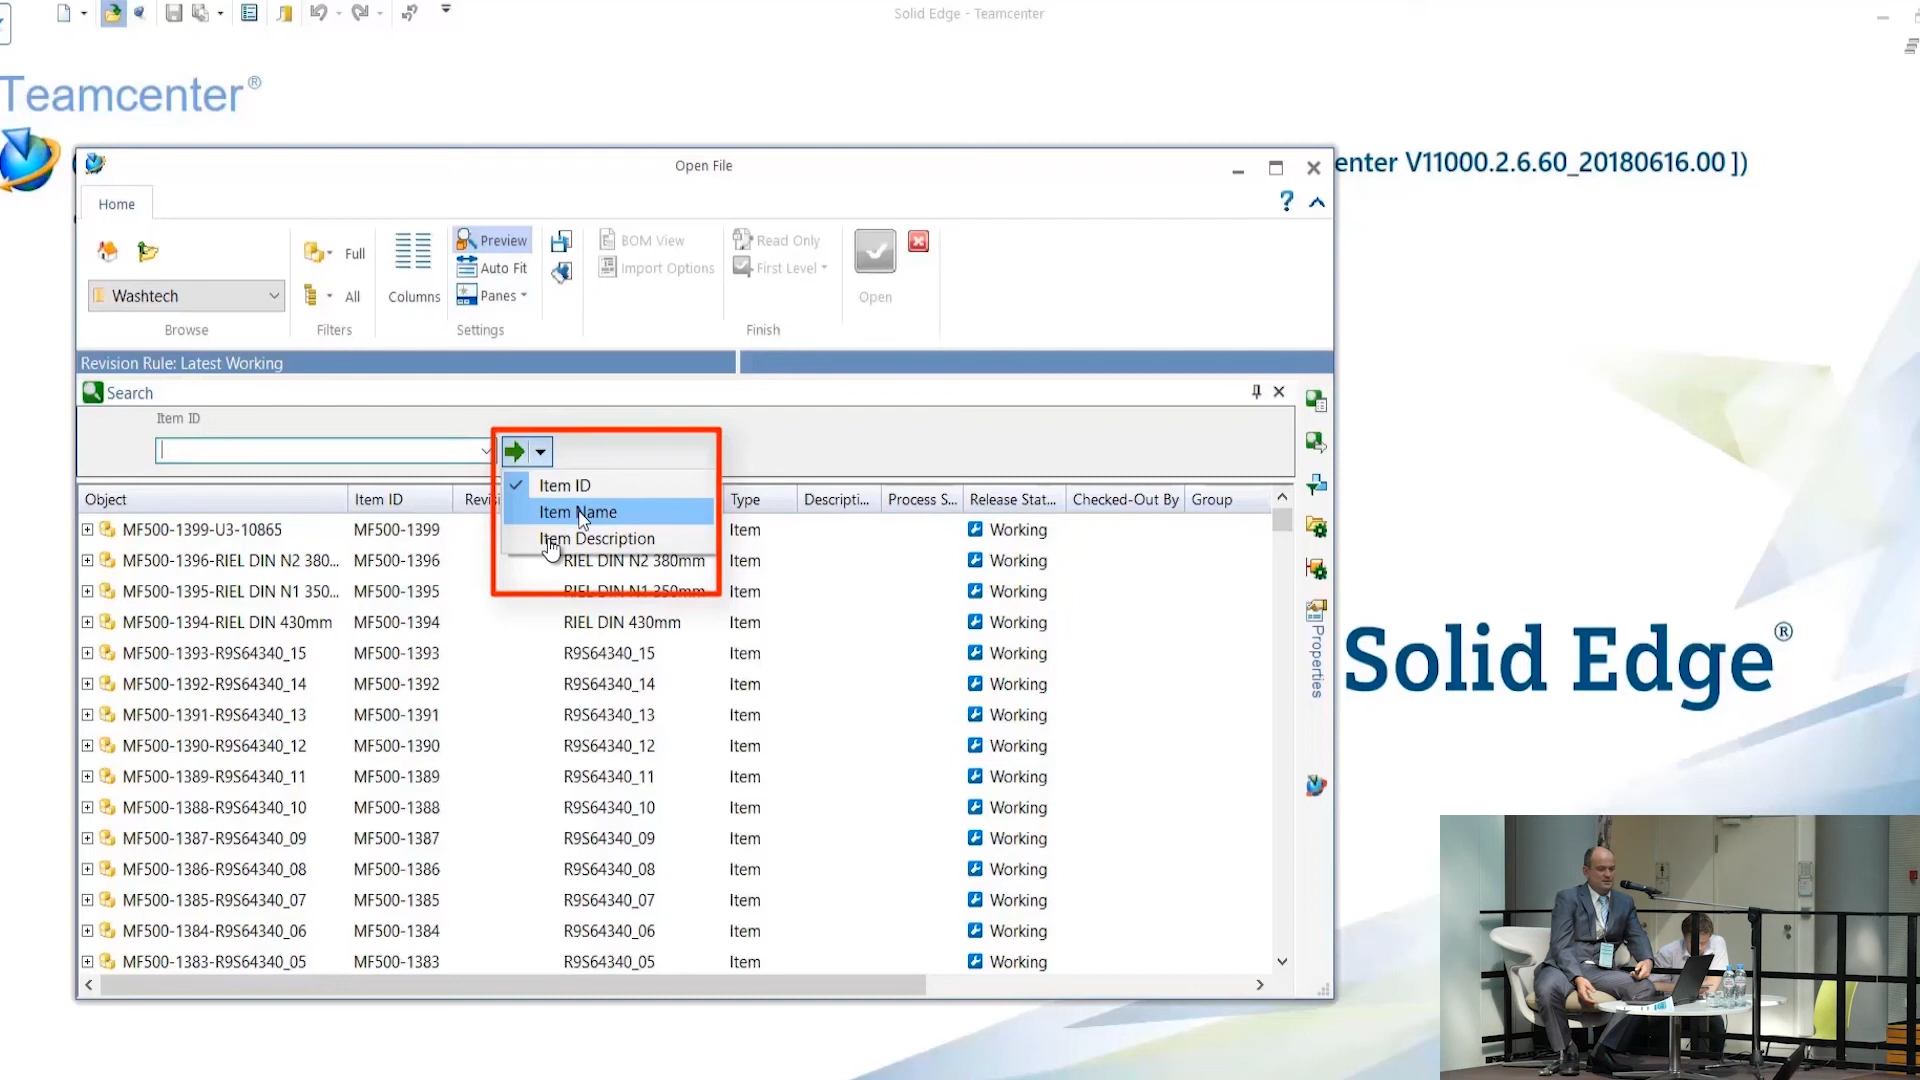 Solid Edge - Teamcenter
Teamcenter®
enter V11000.2.6.60_20180616.00 ])
Open File
Home
?
Full
All
Washtech
Browse
Filters
Columns
Preview
Auto Fit
Panes
Settings
BOM View
Import Options
Read Only
First Level
Finish
Open
Revision Rule: Latest Working
Search
Item ID
Item ID
Item Name
Item Description
Object Item ID Revisi Type Descripti... Process S... Release Stat... Checked-Out By Group
MF500-1399-U3-10865 MF500-1399 Item Working
MF500-1396-RIEL DIN N2 380... MF500-1396 RIEL DIN N2 380mm Item Working
MF500-1395-RIEL DIN N1 350... MF500-1395 RIEL DIN N1 350mm Item Working
MF500-1394-RIEL DIN 430mm MF500-1394 RIEL DIN 430mm Item Working
MF500-1393-R9S64340_15 MF500-1393 R9S64340_15 Item Working
MF500-1392-R9S64340_14 MF500-1392 R9S64340_14 Item Working
MF500-1391-R9S64340_13 MF500-1391 R9S64340_13 Item Working
MF500-1390-R9S64340_12 MF500-1390 R9S64340_12 Item Working
MF500-1389-R9S64340_11 MF500-1389 R9S64340_11 Item Working
MF500-1388-R9S64340_10 MF500-1388 R9S64340_10 Item Working
MF500-1387-R9S64340_09 MF500-1387 R9S64340_09 Item Working
MF500-1386-R9S64340_08 MF500-1386 R9S64340_08 Item Working
MF500-1385-R9S64340_07 MF500-1385 R9S64340_07 Item Working
MF500-1384-R9S64340_06 MF500-1384 R9S64340_06 Item Working
MF500-1383-R9S64340_05 MF500-1383 R9S64340_05 Item Working
Properties
Solid Edge®